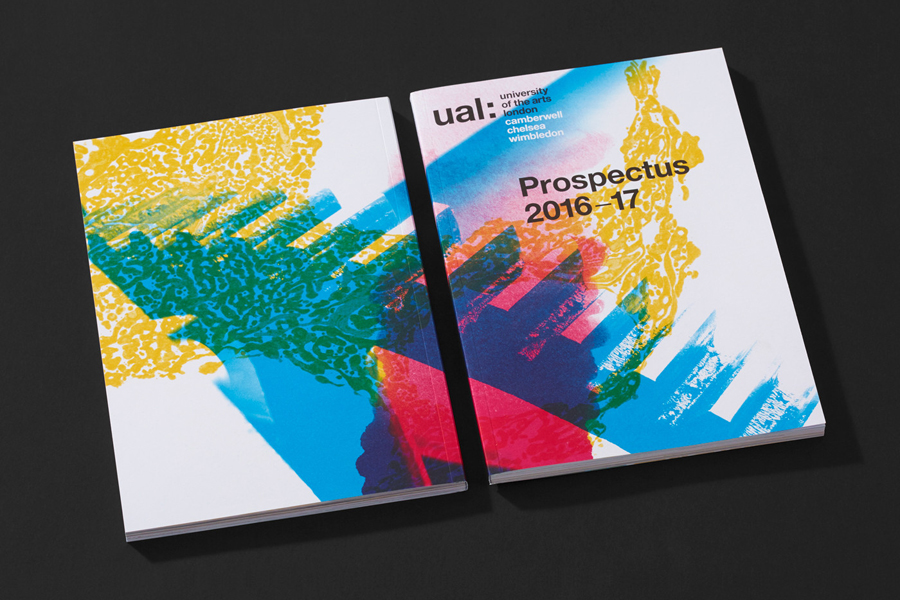 ual:
university
of the arts
london
camberwell
chelsea
wimbledon
Prospectus
2016–17